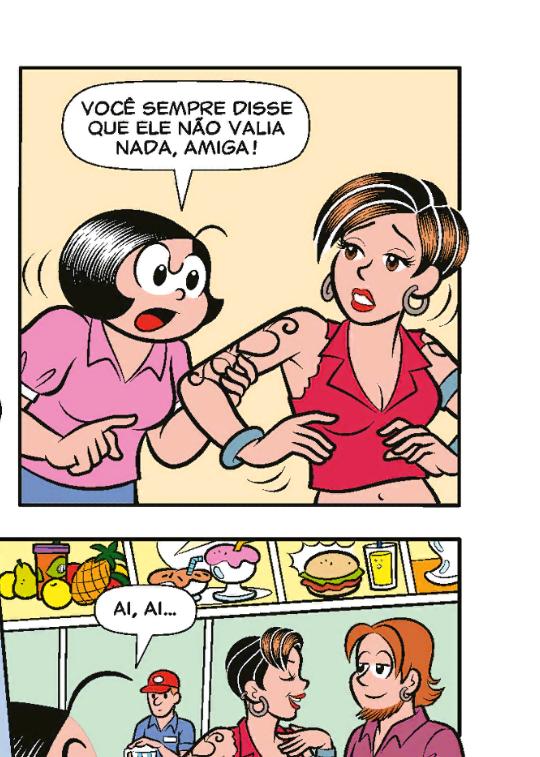 VOCÊ SEMPRE DISSE
QUE ELE NÃO VALIA
NADA, AMIGA!
AI, AI...